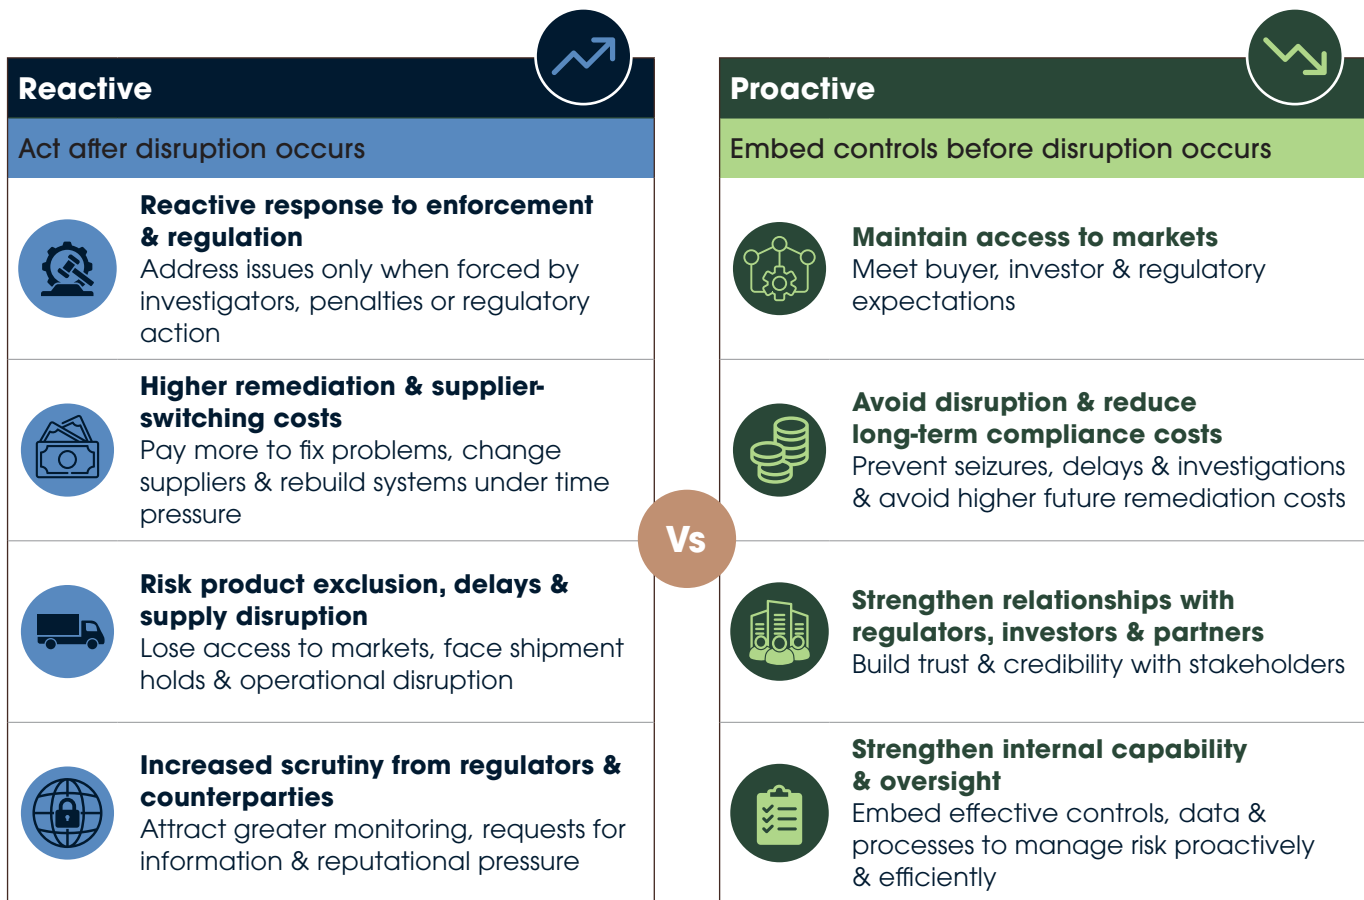 Reactive
Act after disruption occurs
Reactive response to enforcement
& regulation
Address issues only when forced by
investigators, penalties or regulatory
action
Higher remediation & supplier-
switching costs
Pay more to fix problems, change
suppliers & rebuild systems under time
pressure
Risk product exclusion, delays &
supply disruption
Lose access to markets, face shipment
holds & operational disruption
Increased scrutiny from regulators &
counterparties
Attract greater monitoring, requests for
information & reputational pressure
Vs
Proactive
Embed controls before disruption occurs
Maintain access to markets
Meet buyer, investor & regulatory
expectations
Avoid disruption & reduce
long-term compliance costs
Prevent seizures, delays & investigations
& avoid higher future remediation costs
Strengthen relationships with
regulators, investors & partners
Build trust & credibility with stakeholders
Strengthen internal capability
& oversight
Embed effective controls, data &
processes to manage risk proactively
& efficiently